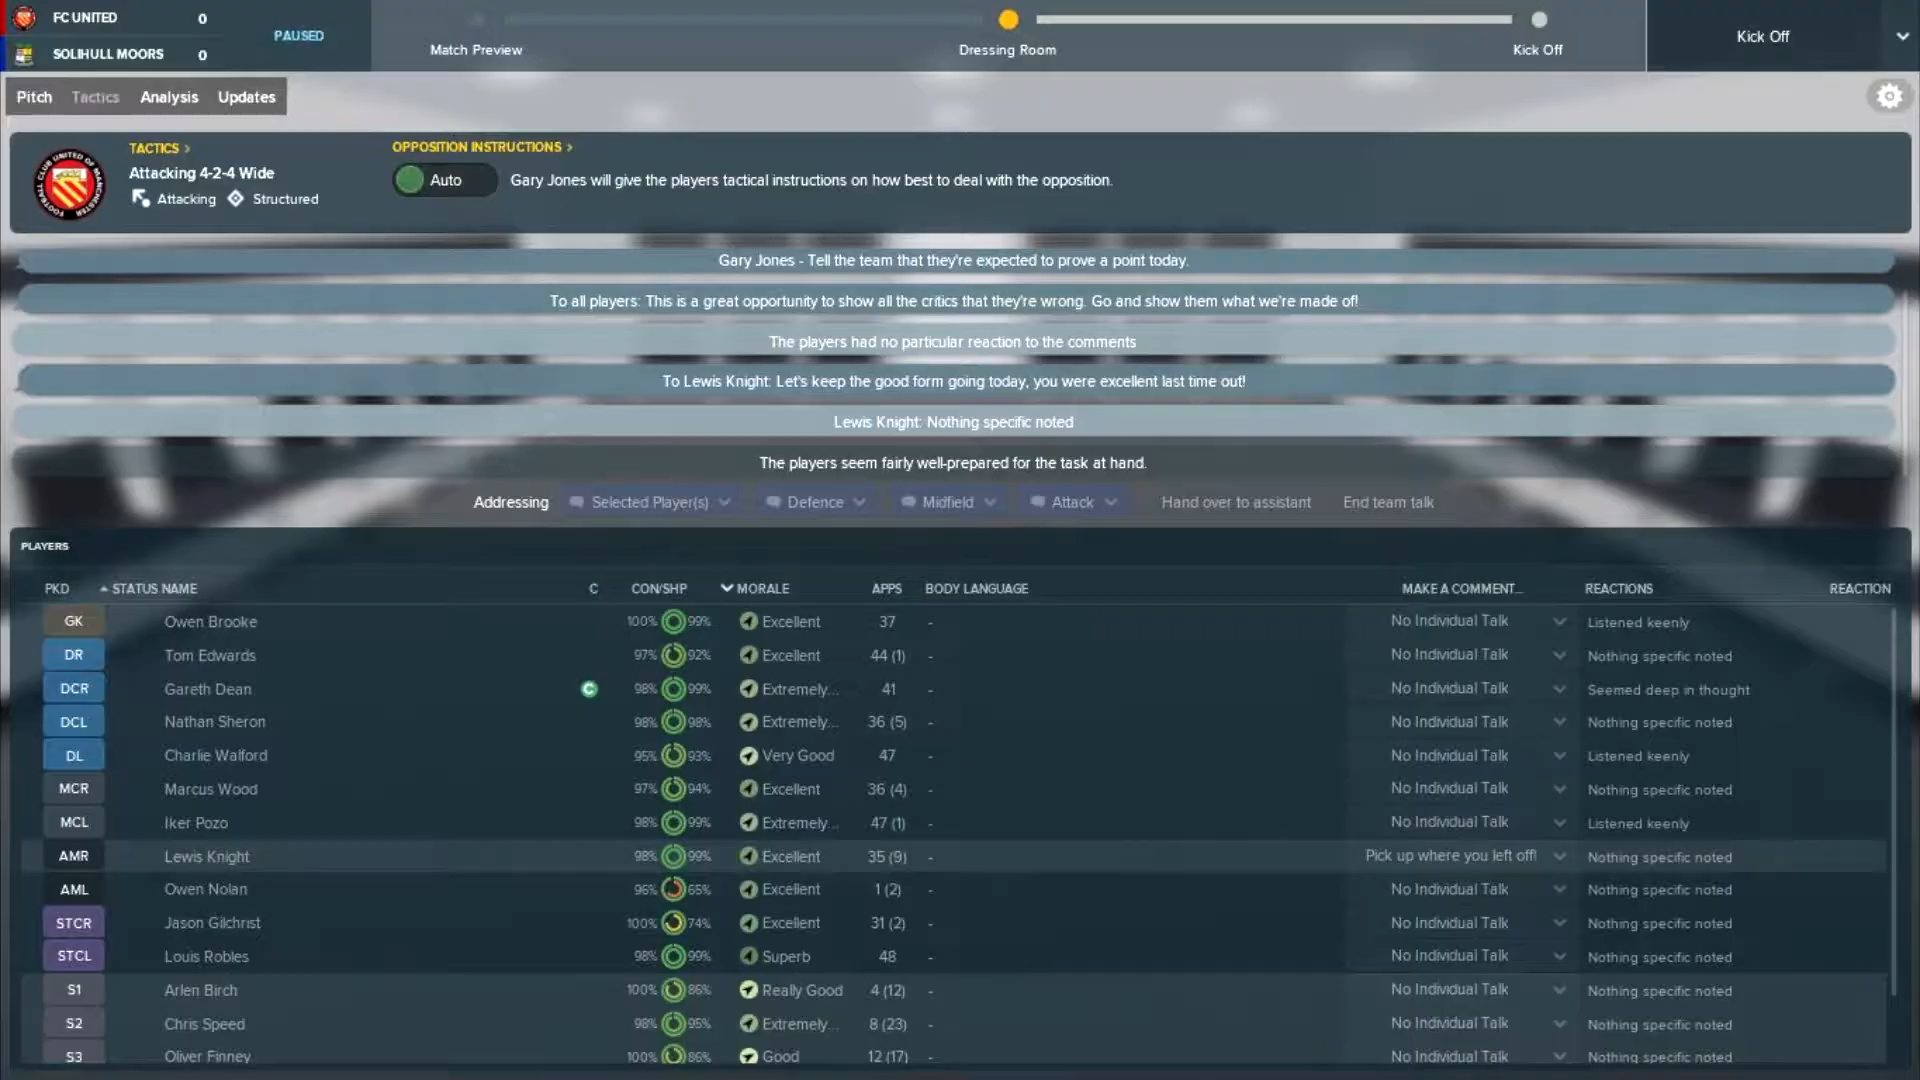 FC UNITED 0
SOLIHULL MOORS 0
PAUSED
Match Preview
Dressing Room
Kick Off
Kick Off
Pitch Tactics Analysis Updates
FOOTBALL CLUB UNITED OF MANCHESTER
TACTICS >
Attacking 4-2-4 Wide
Attacking Structured
OPPOSITION INSTRUCTIONS >
Auto Gary Jones will give the players tactical instructions on how best to deal with the opposition.
Gary Jones - Tell the team that they're expected to prove a point today.
To all players: This is a great opportunity to show all the critics that they're wrong. Go and show them what we're made of!
The players had no particular reaction to the comments
To Lewis Knight: Let's keep the good form going today, you were excellent last time out!
Lewis Knight: Nothing specific noted
The players seem fairly well-prepared for the task at hand.
Addressing Selected Player(s) Defence Midfield Attack Hand over to assistant End team talk
PLAYERS
PKD STATUS NAME C CON/SHP MORALE APPS BODY LANGUAGE MAKE A COMMENT... REACTIONS REACTION
GK Owen Brooke 100% 99% Excellent 37 - No Individual Talk Listened keenly
DR Tom Edwards 97% 92% Excellent 44 (1) - No Individual Talk Nothing specific noted
DCR Gareth Dean C 98% 99% Extremely... 41 - No Individual Talk Seemed deep in thought
DCL Nathan Sheron 98% 98% Extremely... 36 (5) - No Individual Talk Nothing specific noted
DL Charlie Walford 95% 93% Very Good 47 - No Individual Talk Listened keenly
MCR Marcus Wood 97% 94% Excellent 36 (4) - No Individual Talk Nothing specific noted
MCL Iker Pozo 98% 99% Extremely... 47 (1) - No Individual Talk Listened keenly
AMR Lewis Knight 98% 99% Excellent 35 (9) - Pick up where you left off! Nothing specific noted
AML Owen Nolan 96% 65% Excellent 1 (2) - No Individual Talk Nothing specific noted
STCR Jason Gilchrist 100% 74% Excellent 31 (2) - No Individual Talk Nothing specific noted
STCL Louis Robles 98% 99% Superb 48 - No Individual Talk Nothing specific noted
S1 Arlen Birch 100% 86% Really Good 4 (12) - No Individual Talk Nothing specific noted
S2 Chris Speed 98% 95% Extremely... 8 (23) - No Individual Talk Nothing specific noted
S3 Oliver Finney 100% 86% Good 12 (17) - No Individual Talk Nothing specific noted